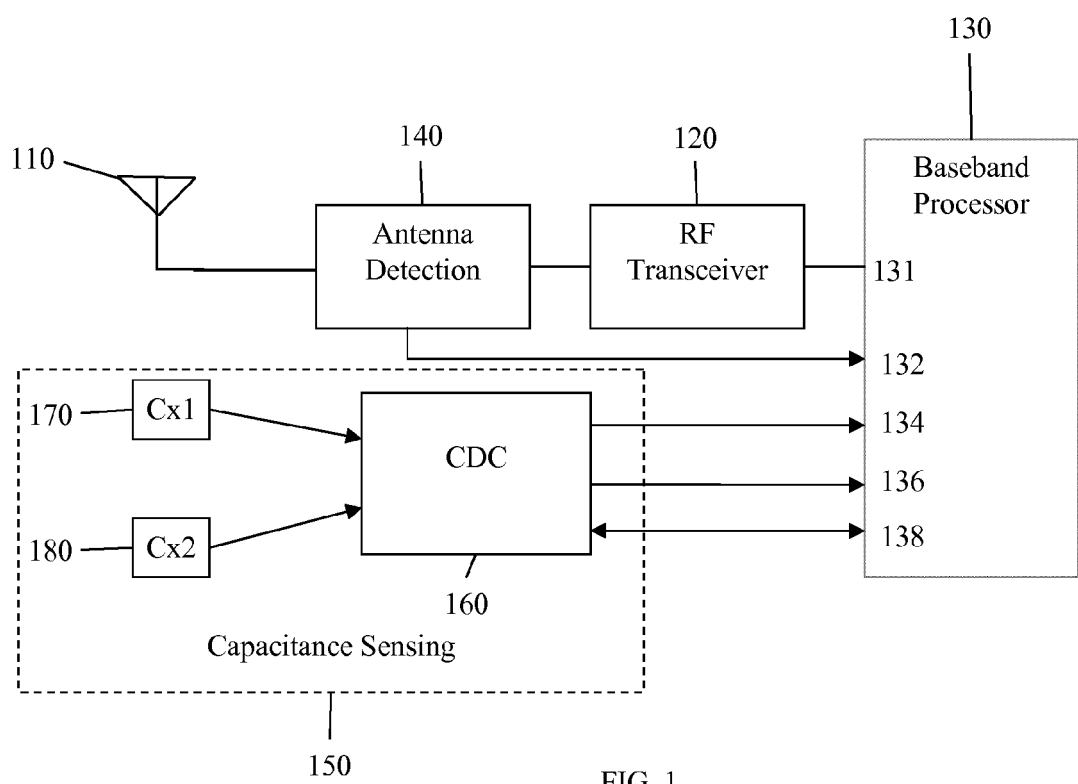 130
140
120
110
Baseband
Processor
Antenna
Detection
RF
Transceiver
131
132
170
Cx1
134
CDC
136
180
Cx2
138
160
Capacitance Sensing
150
FIG. 1